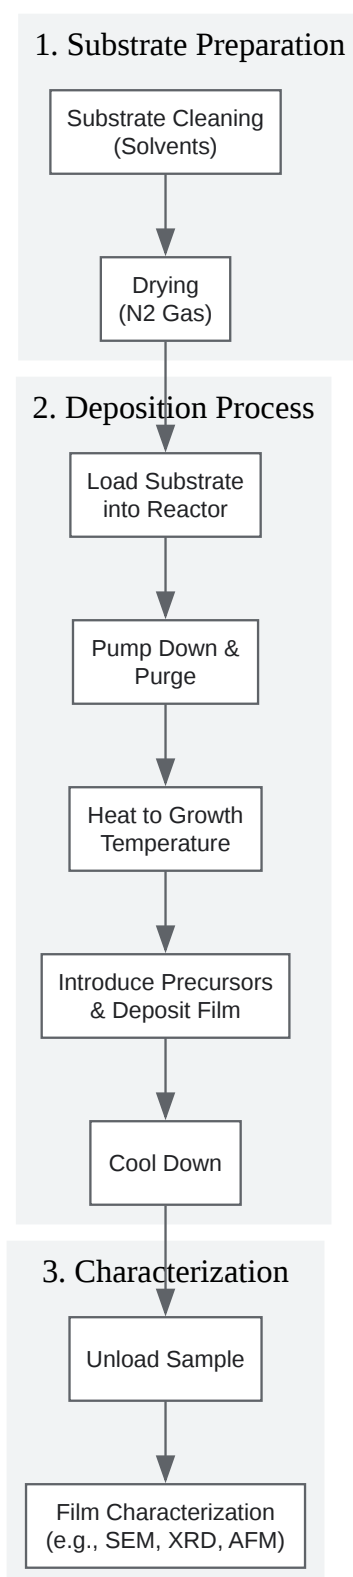 1. Substrate Preparation
Substrate Cleaning
(Solvents)
Drying
(N2 Gas)
2. Deposition Process
Load Substrate
into Reactor
Pump Down &
Purge
Heat to Growth
Temperature
Introduce Precursors
& Deposit Film
Cool Down
3. Characterization
Unload Sample
Film Characterization
(e.g., SEM, XRD, AFM)